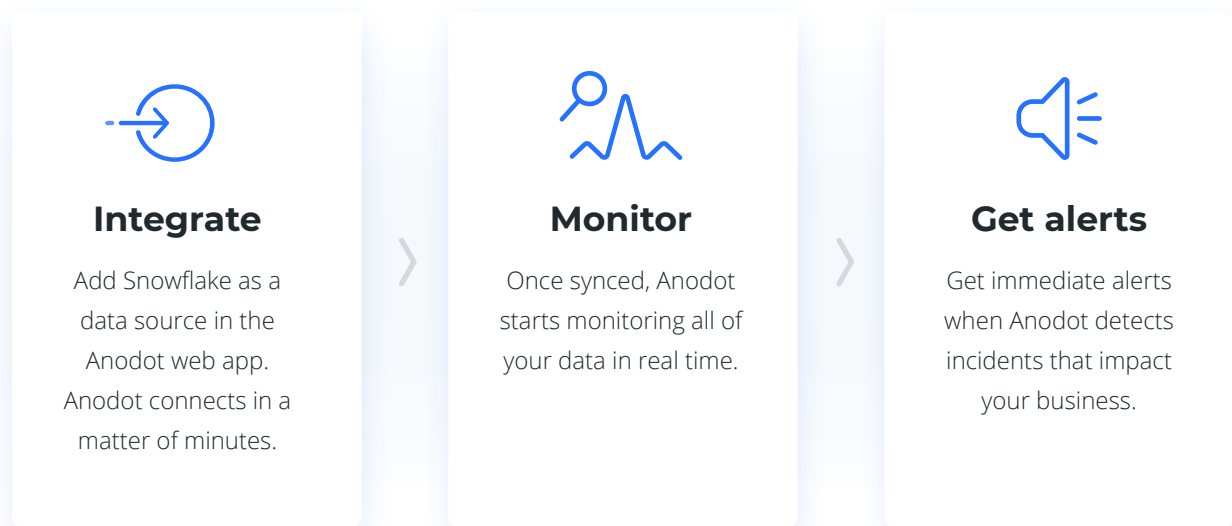 Integrate
Add Snowflake as a
data source in the
Anodot web app.
Anodot connects in a
matter of minutes.
Monitor
Once synced, Anodot
starts monitoring all of
your data in real time.
Get alerts
Get immediate alerts
when Anodot detects
incidents that impact
your business.